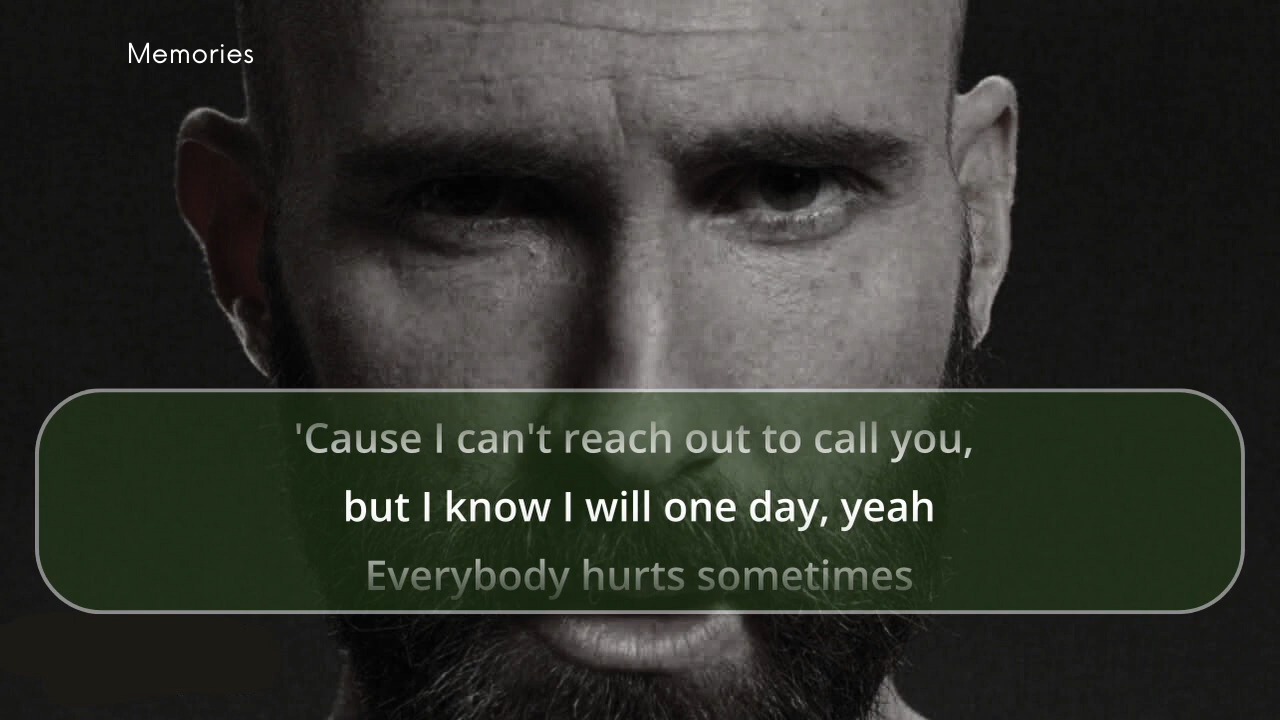 Memories
'Cause I can't reach out to call you,
but I know I will one day, yeah
Everybody hurts sometimes